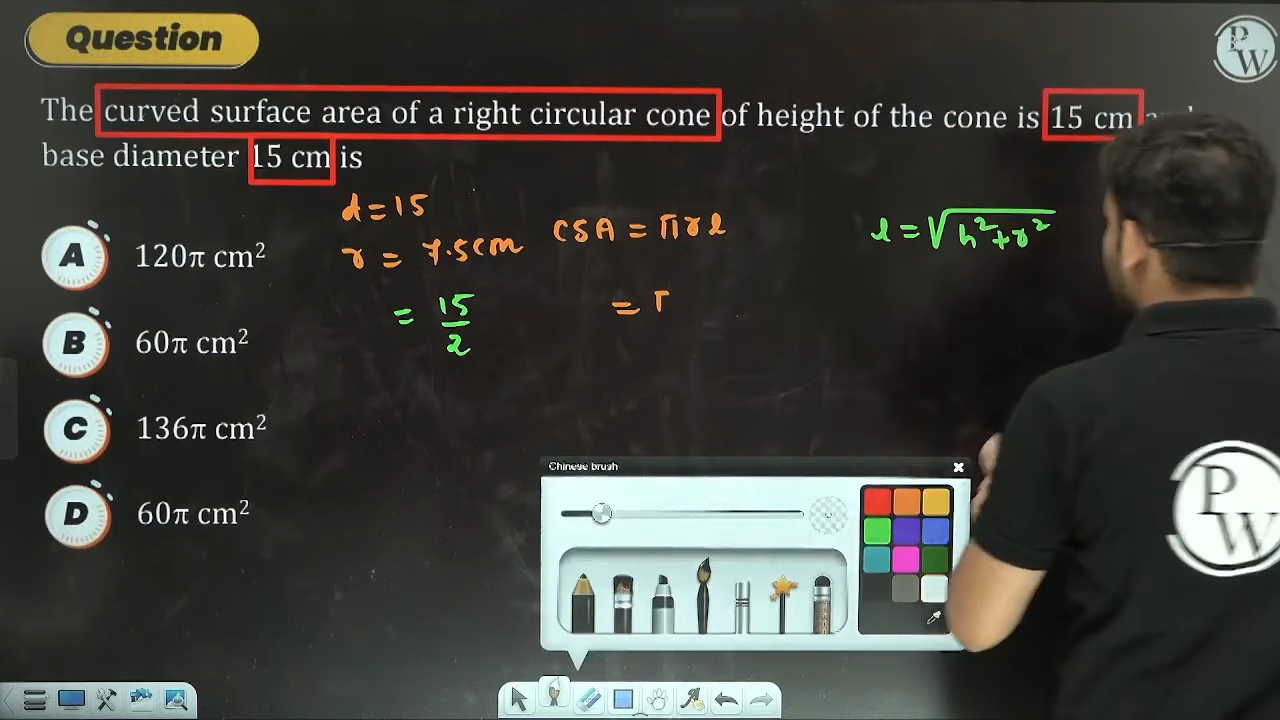 Question
The curved surface area of a right circular cone of height of the cone is 15 cm
base diameter 15 cm is
d = 15
r = 7.5cm
= 15/2
CSA = πrl
= π
l = √h²+r²
A 120π cm²
B 60π cm²
C 136π cm²
D 60π cm²
Chinese brush
PW
PW